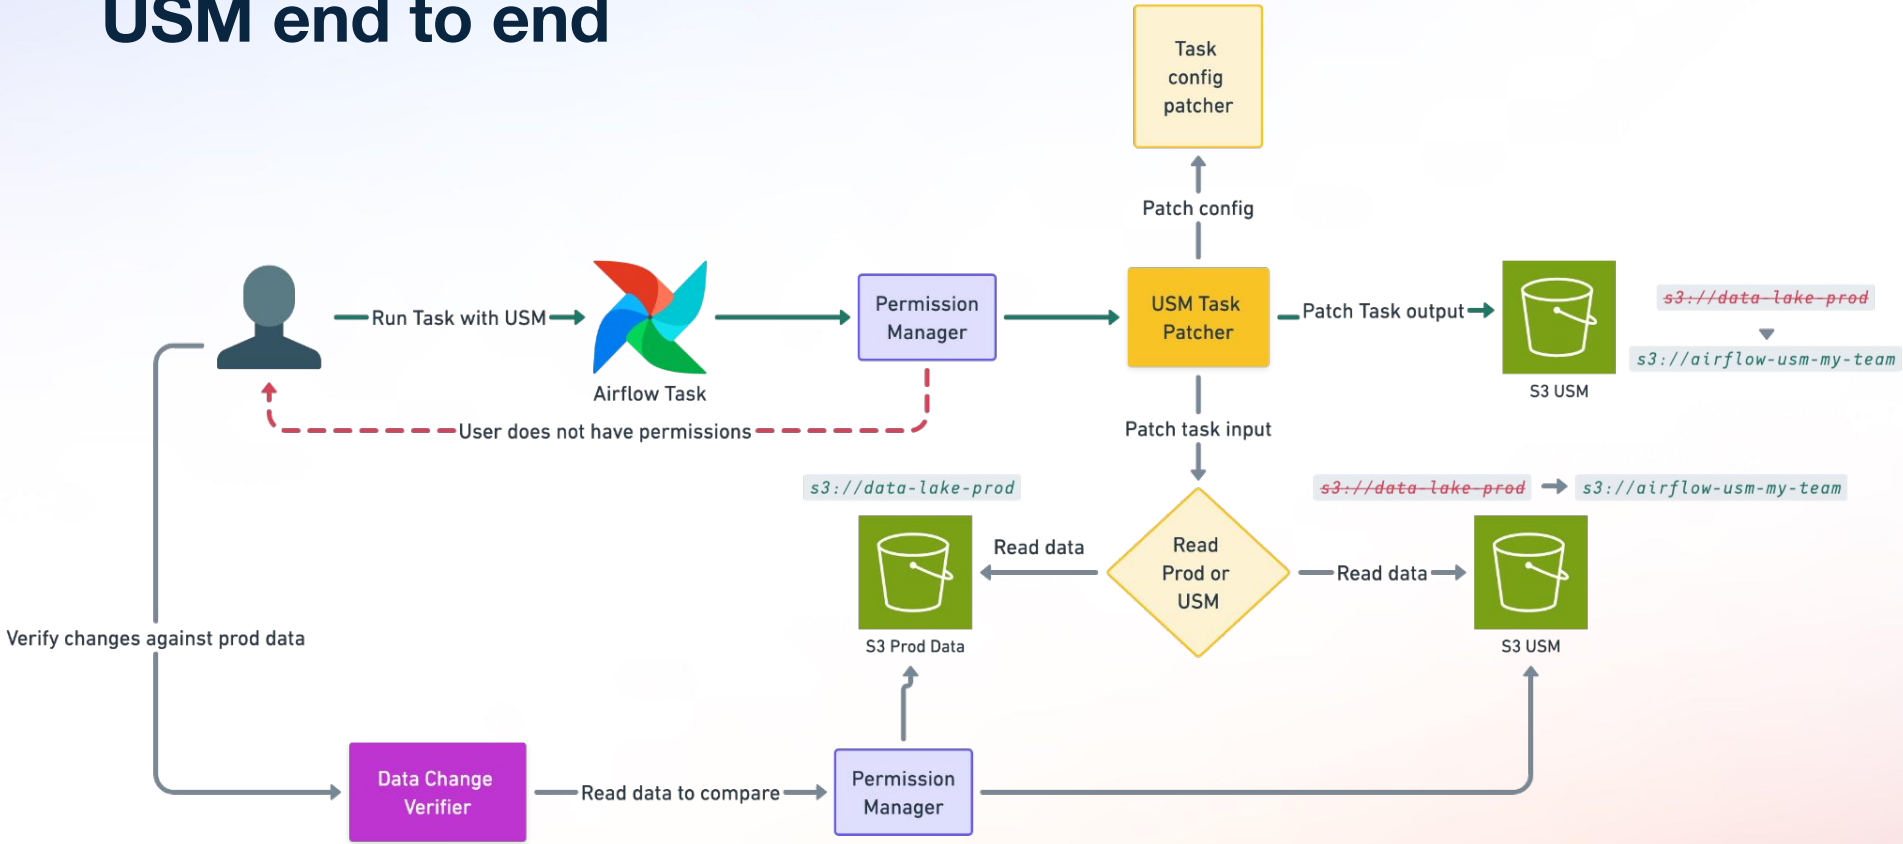 USM end to end
Task
config
patcher
Patch config
Run Task with USM
Airflow Task
Permission
Manager
USM Task
Patcher
Patch Task output
S3 USM
s3://data-lake-prod
s3://airflow-usm-my-team
User does not have permissions
Patch task input
s3://data-lake-prod
s3://data-lake-prod
s3://airflow-usm-my-team
Read data
Read
Prod or
USM
Read data
S3 Prod Data
S3 USM
Verify changes against prod data
Data Change
Verifier
Read data to compare
Permission
Manager